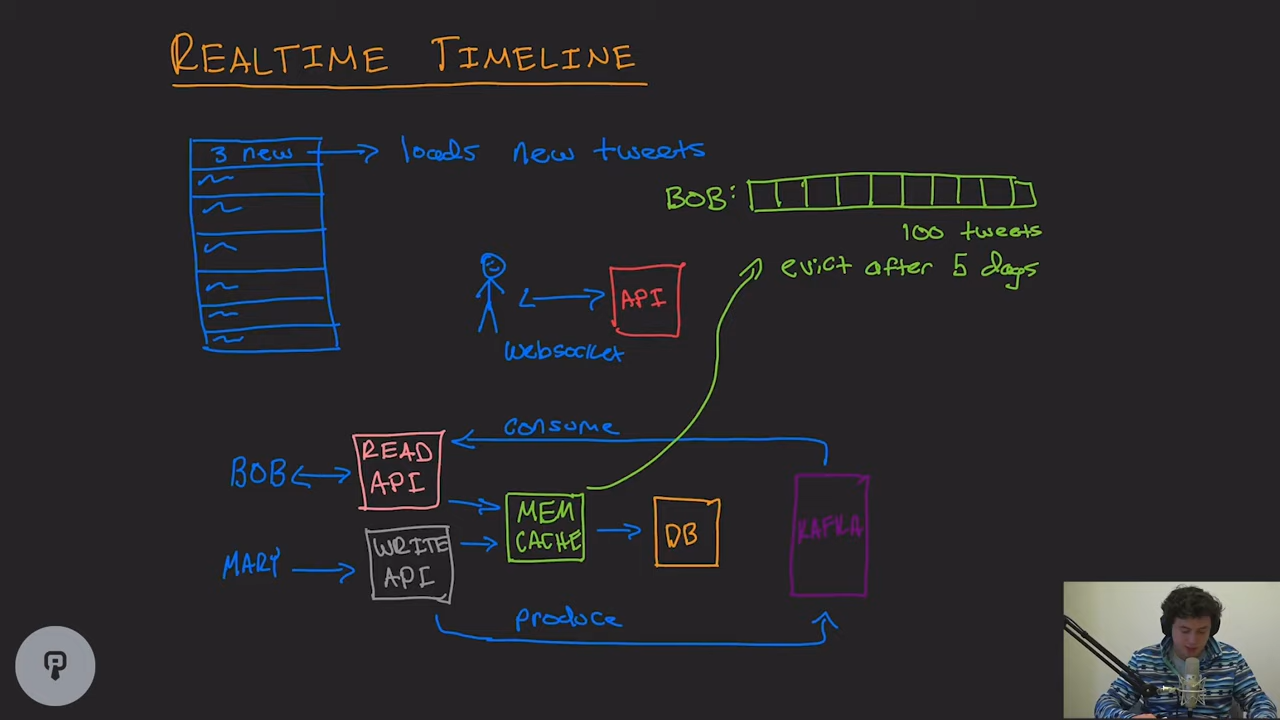 REALTIME TIMELINE
3 new
loads new tweets
BOB:
100 tweets
evict after 5 days
API
websocket
consume
BOB
READ
API
MEM
CACHE
DB
KAFKA
MARY
WRITE
API
produce